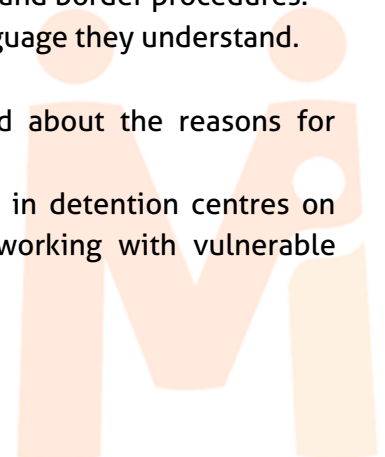 and border procedures.
guage they understand.
d about the reasons for
in detention centres on
working with vulnerable